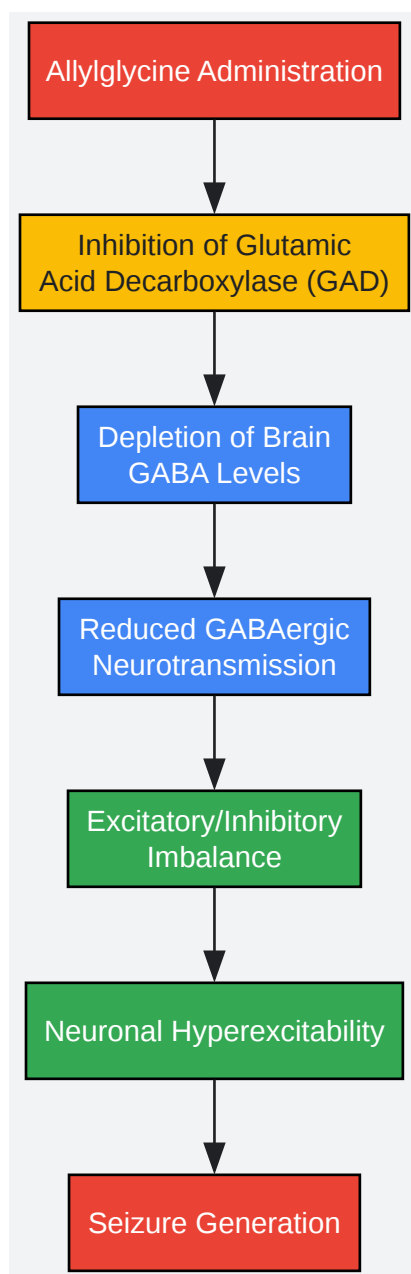 Allylglycine Administration
Inhibition of Glutamic
Acid Decarboxylase (GAD)
Depletion of Brain
GABA Levels
Reduced GABAergic
Neurotransmission
Excitatory/Inhibitory
Imbalance
Neuronal Hyperexcitability
Seizure Generation